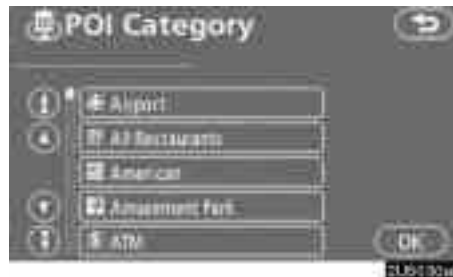 POI Category
Airport
All Restaurants
American
Amusement Park
$ ATM
OK